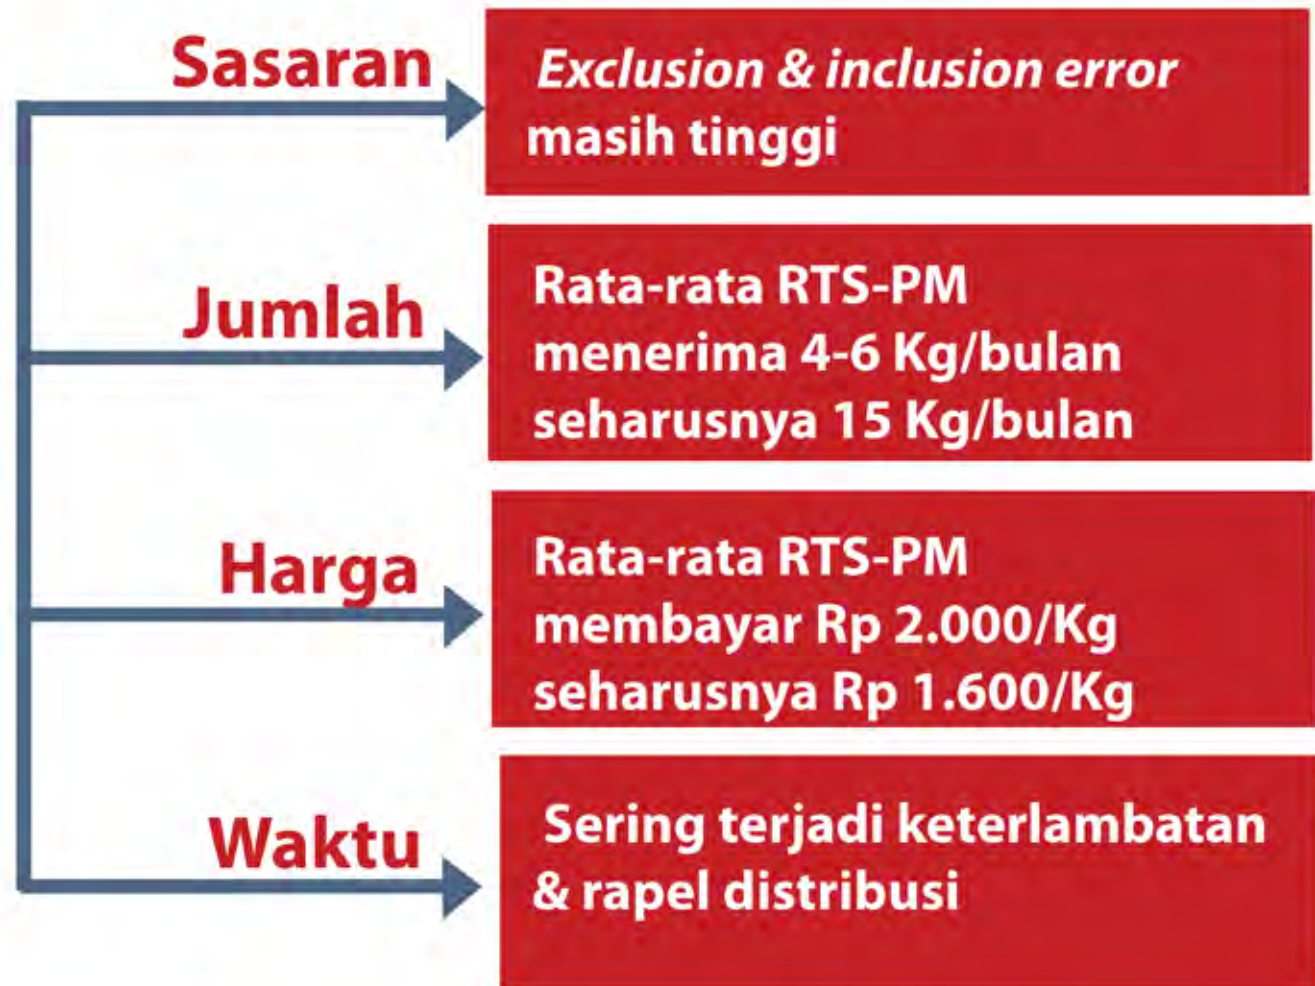 Sasaran
Exclusion & inclusion error
masih tinggi
Jumlah
Rata-rata RTS-PM
menerima 4-6 Kg/bulan
seharusnya 15 Kg/bulan
Harga
Rata-rata RTS-PM
membayar Rp 2.000/Kg
seharusnya Rp 1.600/Kg
Waktu
Sering terjadi keterlambatan
& rapel distribusi